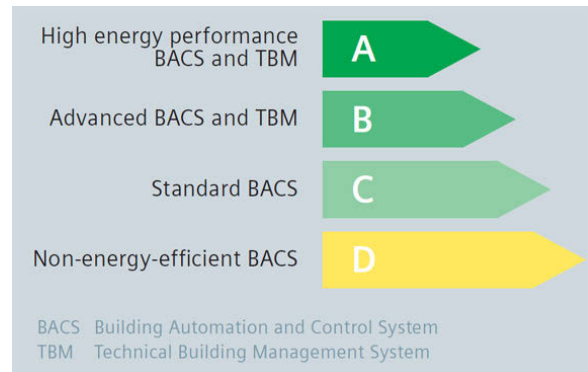 High energy performance
BACS and TBM
A
Advanced BACS and TBM
B
Standard BACS
C
Non-energy-efficient BACS
D
BACS Building Automation and Control System
TBM Technical Building Management System